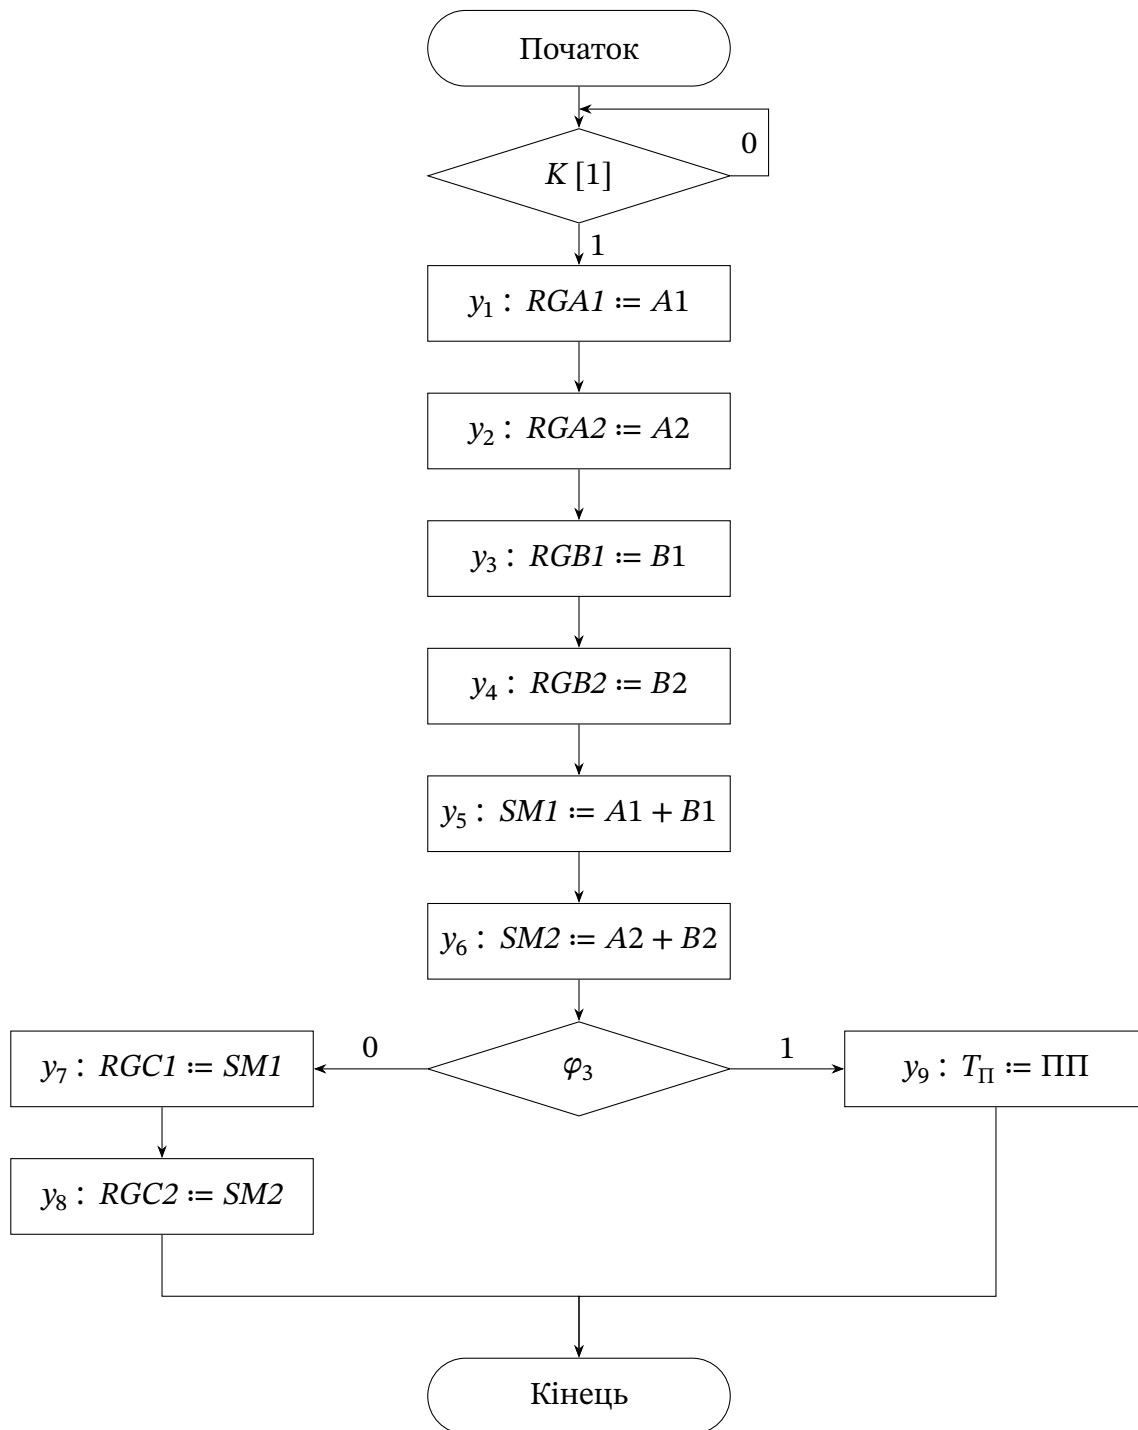 Початок
0
K [1]
1
y₁ : RGA1 := A1
y₂ : RGA2 := A2
y₃ : RGB1 := B1
y₄ : RGB2 := B2
y₅ : SM1 := A1 + B1
y₆ : SM2 := A2 + B2
0
1
y₇ : RGC1 := SM1
φ₃
y₉ : T_П := ПП
y₈ : RGC2 := SM2
Кінець